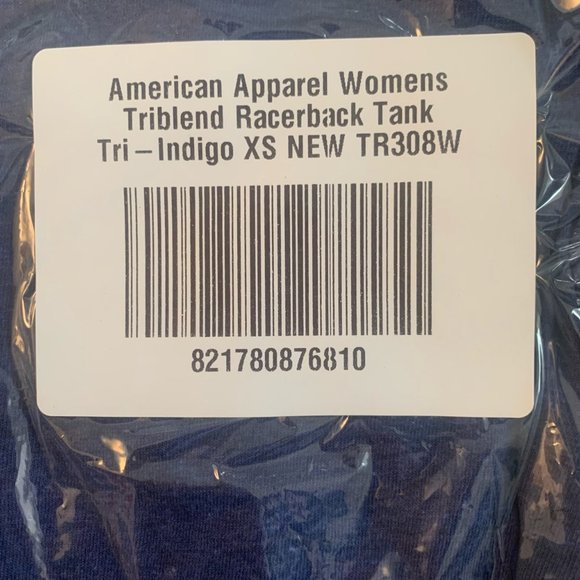 American Apparel Womens
Triblend Racerback Tank
Tri – Indigo XS NEW TR308W
821780876810